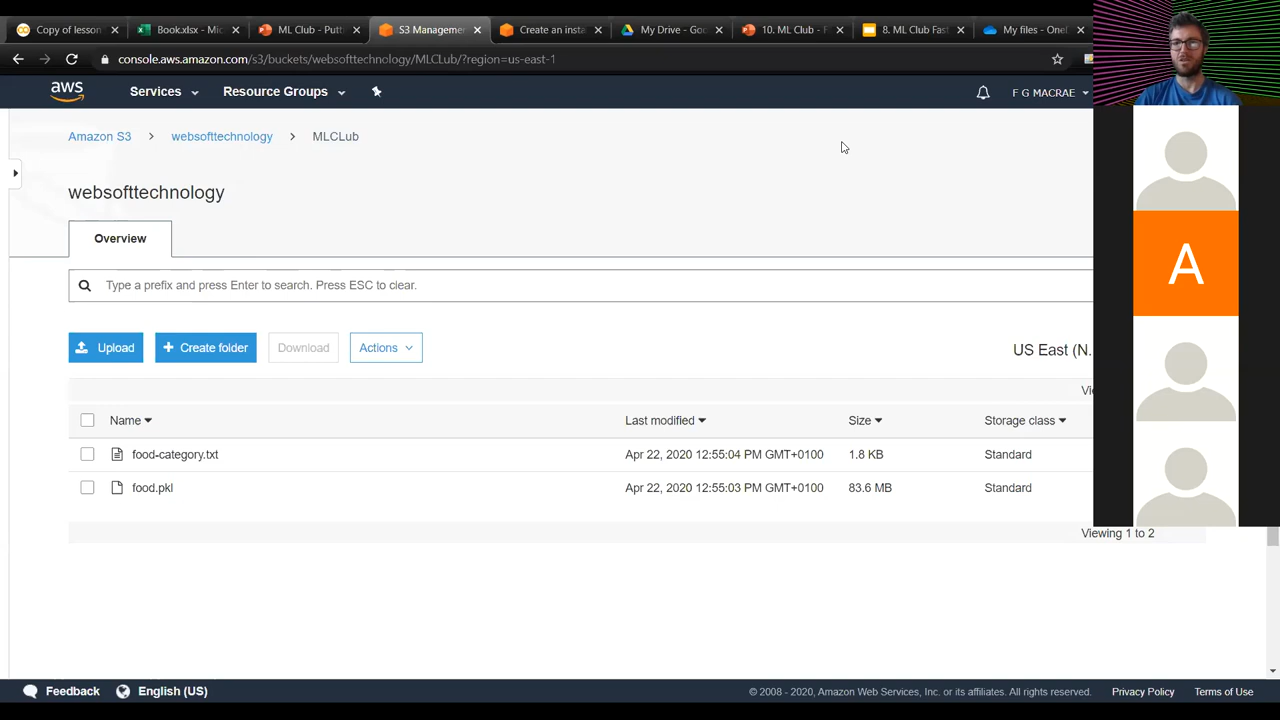 Copy of lesson
Book.xlsx - Mic
ML Club - Putt
S3 Manageme
Create an insta
My Drive - Goo
10. ML Club - F
8. ML Club Fast
My files - OneD
console.aws.amazon.com/s3/buckets/websofttechnology/MLCLub/?region=us-east-1
aws
Services
Resource Groups
F G MACRAE
Amazon S3
websofttechnology
MLCLub
websofttechnology
Overview
Type a prefix and press Enter to search. Press ESC to clear.
A
Upload
Create folder
Download
Actions
US East (N.
Vie
Name
Last modified
Size
Storage class
food-category.txt
Apr 22, 2020 12:55:04 PM GMT+0100
1.8 KB
Standard
food.pkl
Apr 22, 2020 12:55:03 PM GMT+0100
83.6 MB
Standard
Viewing 1 to 2
Feedback
English (US)
© 2008 - 2020, Amazon Web Services, Inc. or its affiliates. All rights reserved.
Privacy Policy
Terms of Use